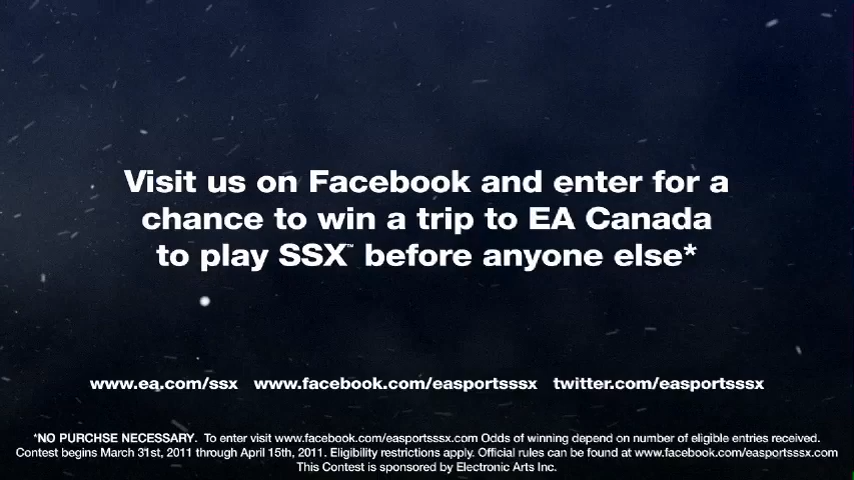 Visit us on Facebook and enter for a
chance to win a trip to EA Canada
to play SSX™ before anyone else*
www.ea.com/ssx www.facebook.com/easportsssx twitter.com/easportsssx
*NO PURCHSE NECESSARY. To enter visit www.facebook.com/easportsssx.com Odds of winning depend on number of eligible entries received.
Contest begins March 31st, 2011 through April 15th, 2011. Eligibility restrictions apply. Official rules can be found at www.facebook.com/easportsssx.com
This Contest is sponsored by Electronic Arts Inc.